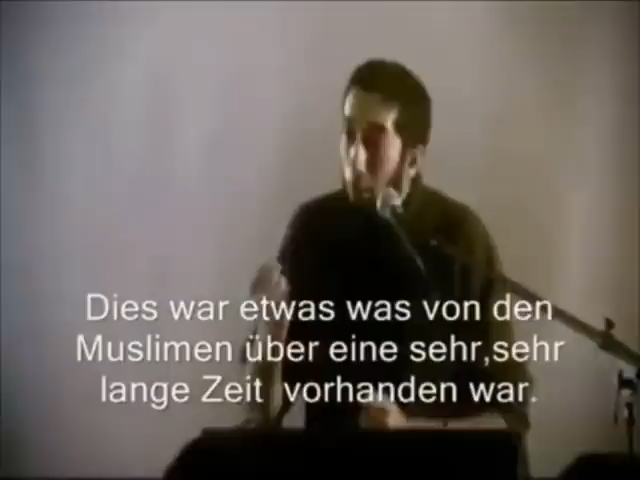 Dies war etwas was von den
Muslimen über eine sehr,sehr
lange Zeit  vorhanden war.